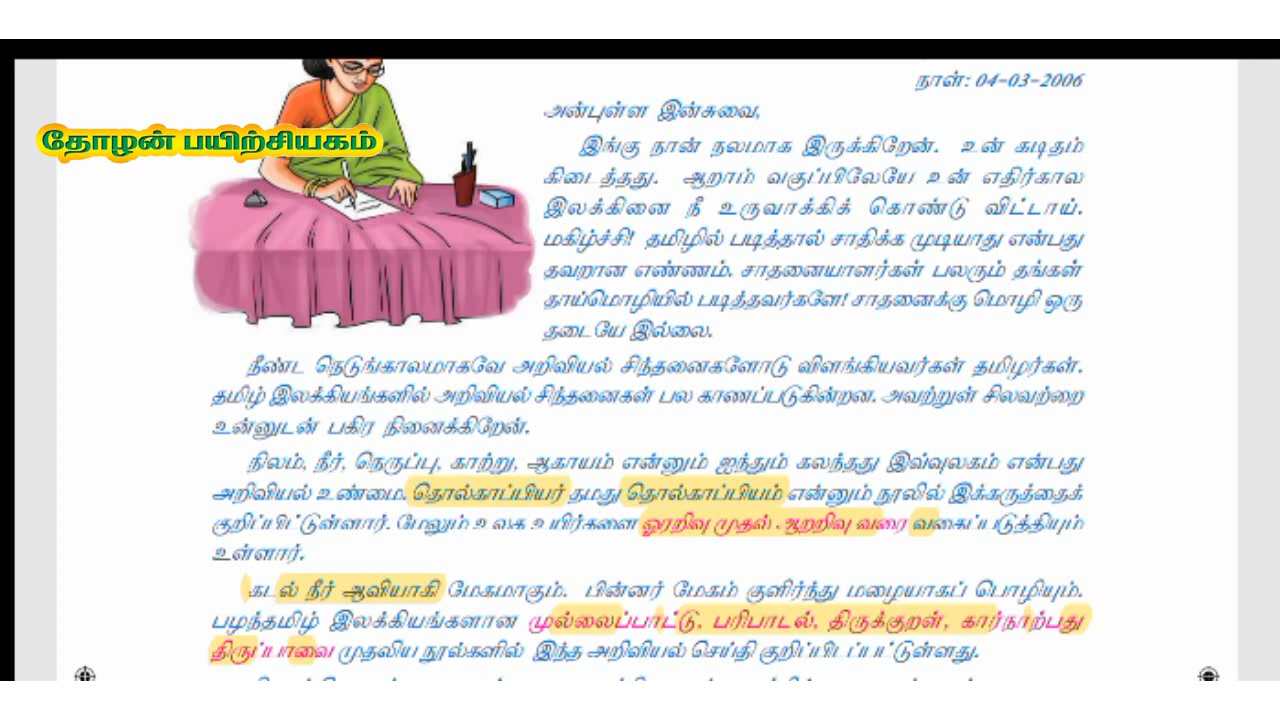 நாள்: 04-03-2006
அன்புள்ள இன்சுவை,
தோழன் பயிற்சியகம்
இங்கு நான் நலமாக இருக்கிறேன். உன் கடிதம்
கிடைத்தது. ஆறாம் வகுப்பிலேயே உன் எதிர்கால
இலக்கினை நீ உருவாக்கிக் கொண்டு விட்டாய்.
மகிழ்ச்சி! தமிழில் படித்தால் சாதிக்க முடியாது என்பது
தவறான எண்ணம். சாதனையாளர்கள் பலரும் தங்கள்
தாய்மொழியில் படித்தவர்களே! சாதனைக்கு மொழி ஒரு
தடையே இல்லை.
நீண்ட நெடுங்காலமாகவே அறிவியல் சிந்தனைகளோடு விளங்கியவர்கள் தமிழர்கள்.
தமிழ் இலக்கியங்களில் அறிவியல் சிந்தனைகள் பல காணப்படுகின்றன. அவற்றுள் சிலவற்றை
உன்னுடன் பகிர நினைக்கிறேன்.
நிலம், நீர், நெருப்பு, காற்று, ஆகாயம் என்னும் ஐந்தும் கலந்தது இவ்வுலகம் என்பது
அறிவியல் உண்மை. தொல்காப்பியர் தமது தொல்காப்பியம் என்னும் நூலில் இக்கருத்தைக்
குறிப்பிட்டுள்ளார். மேலும் உலக உயிர்களை ஓரறிவு முதல் ஆறறிவு வரை வகைப்படுத்தியும்
உள்ளார்.
கடல் நீர் ஆவியாகி மேகமாகும். பின்னர் மேகம் குளிர்ந்து மழையாகப் பொழியும்.
பழந்தமிழ் இலக்கியங்களான முல்லைப்பாட்டு, பரிபாடல், திருக்குறள், கார்நாற்பது
திருப்பாவை முதலிய நூல்களில் இந்த அறிவியல் செய்தி குறிப்பிடப்பட்டுள்ளது.